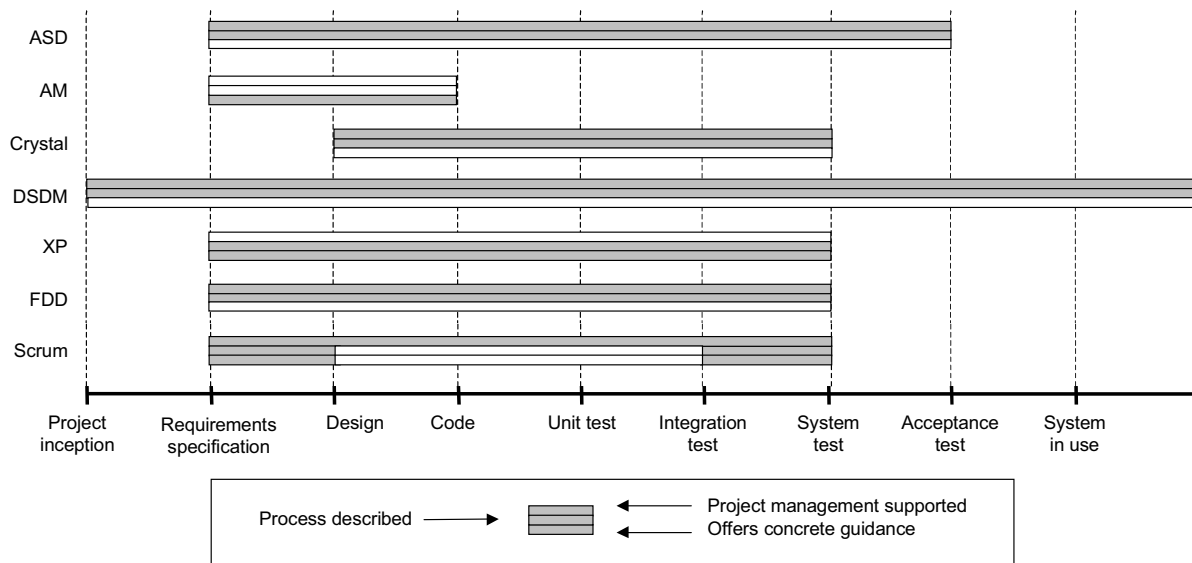 ASD
AM
Crystal
DSDM
XP
FDD
Scrum
Project
inception
Requirements
specification
Design
Code
Unit test
Integration
test
System
test
Acceptance
test
System
in use
Process described
Project management supported
Offers concrete guidance